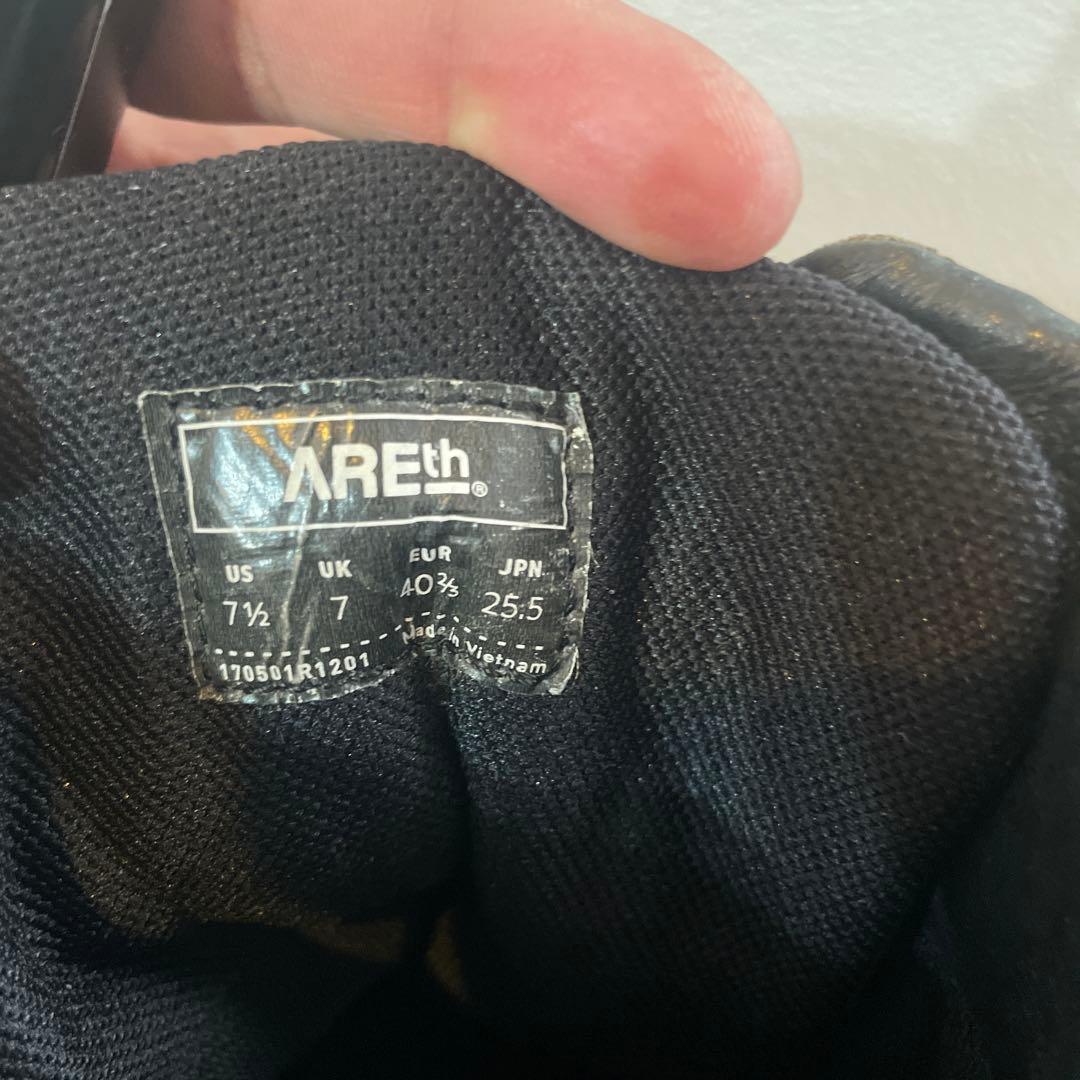 AREth®
US UK EUR JPN
7½ 7 40⅔ 25.5
170501R1201 Made in Vietnam